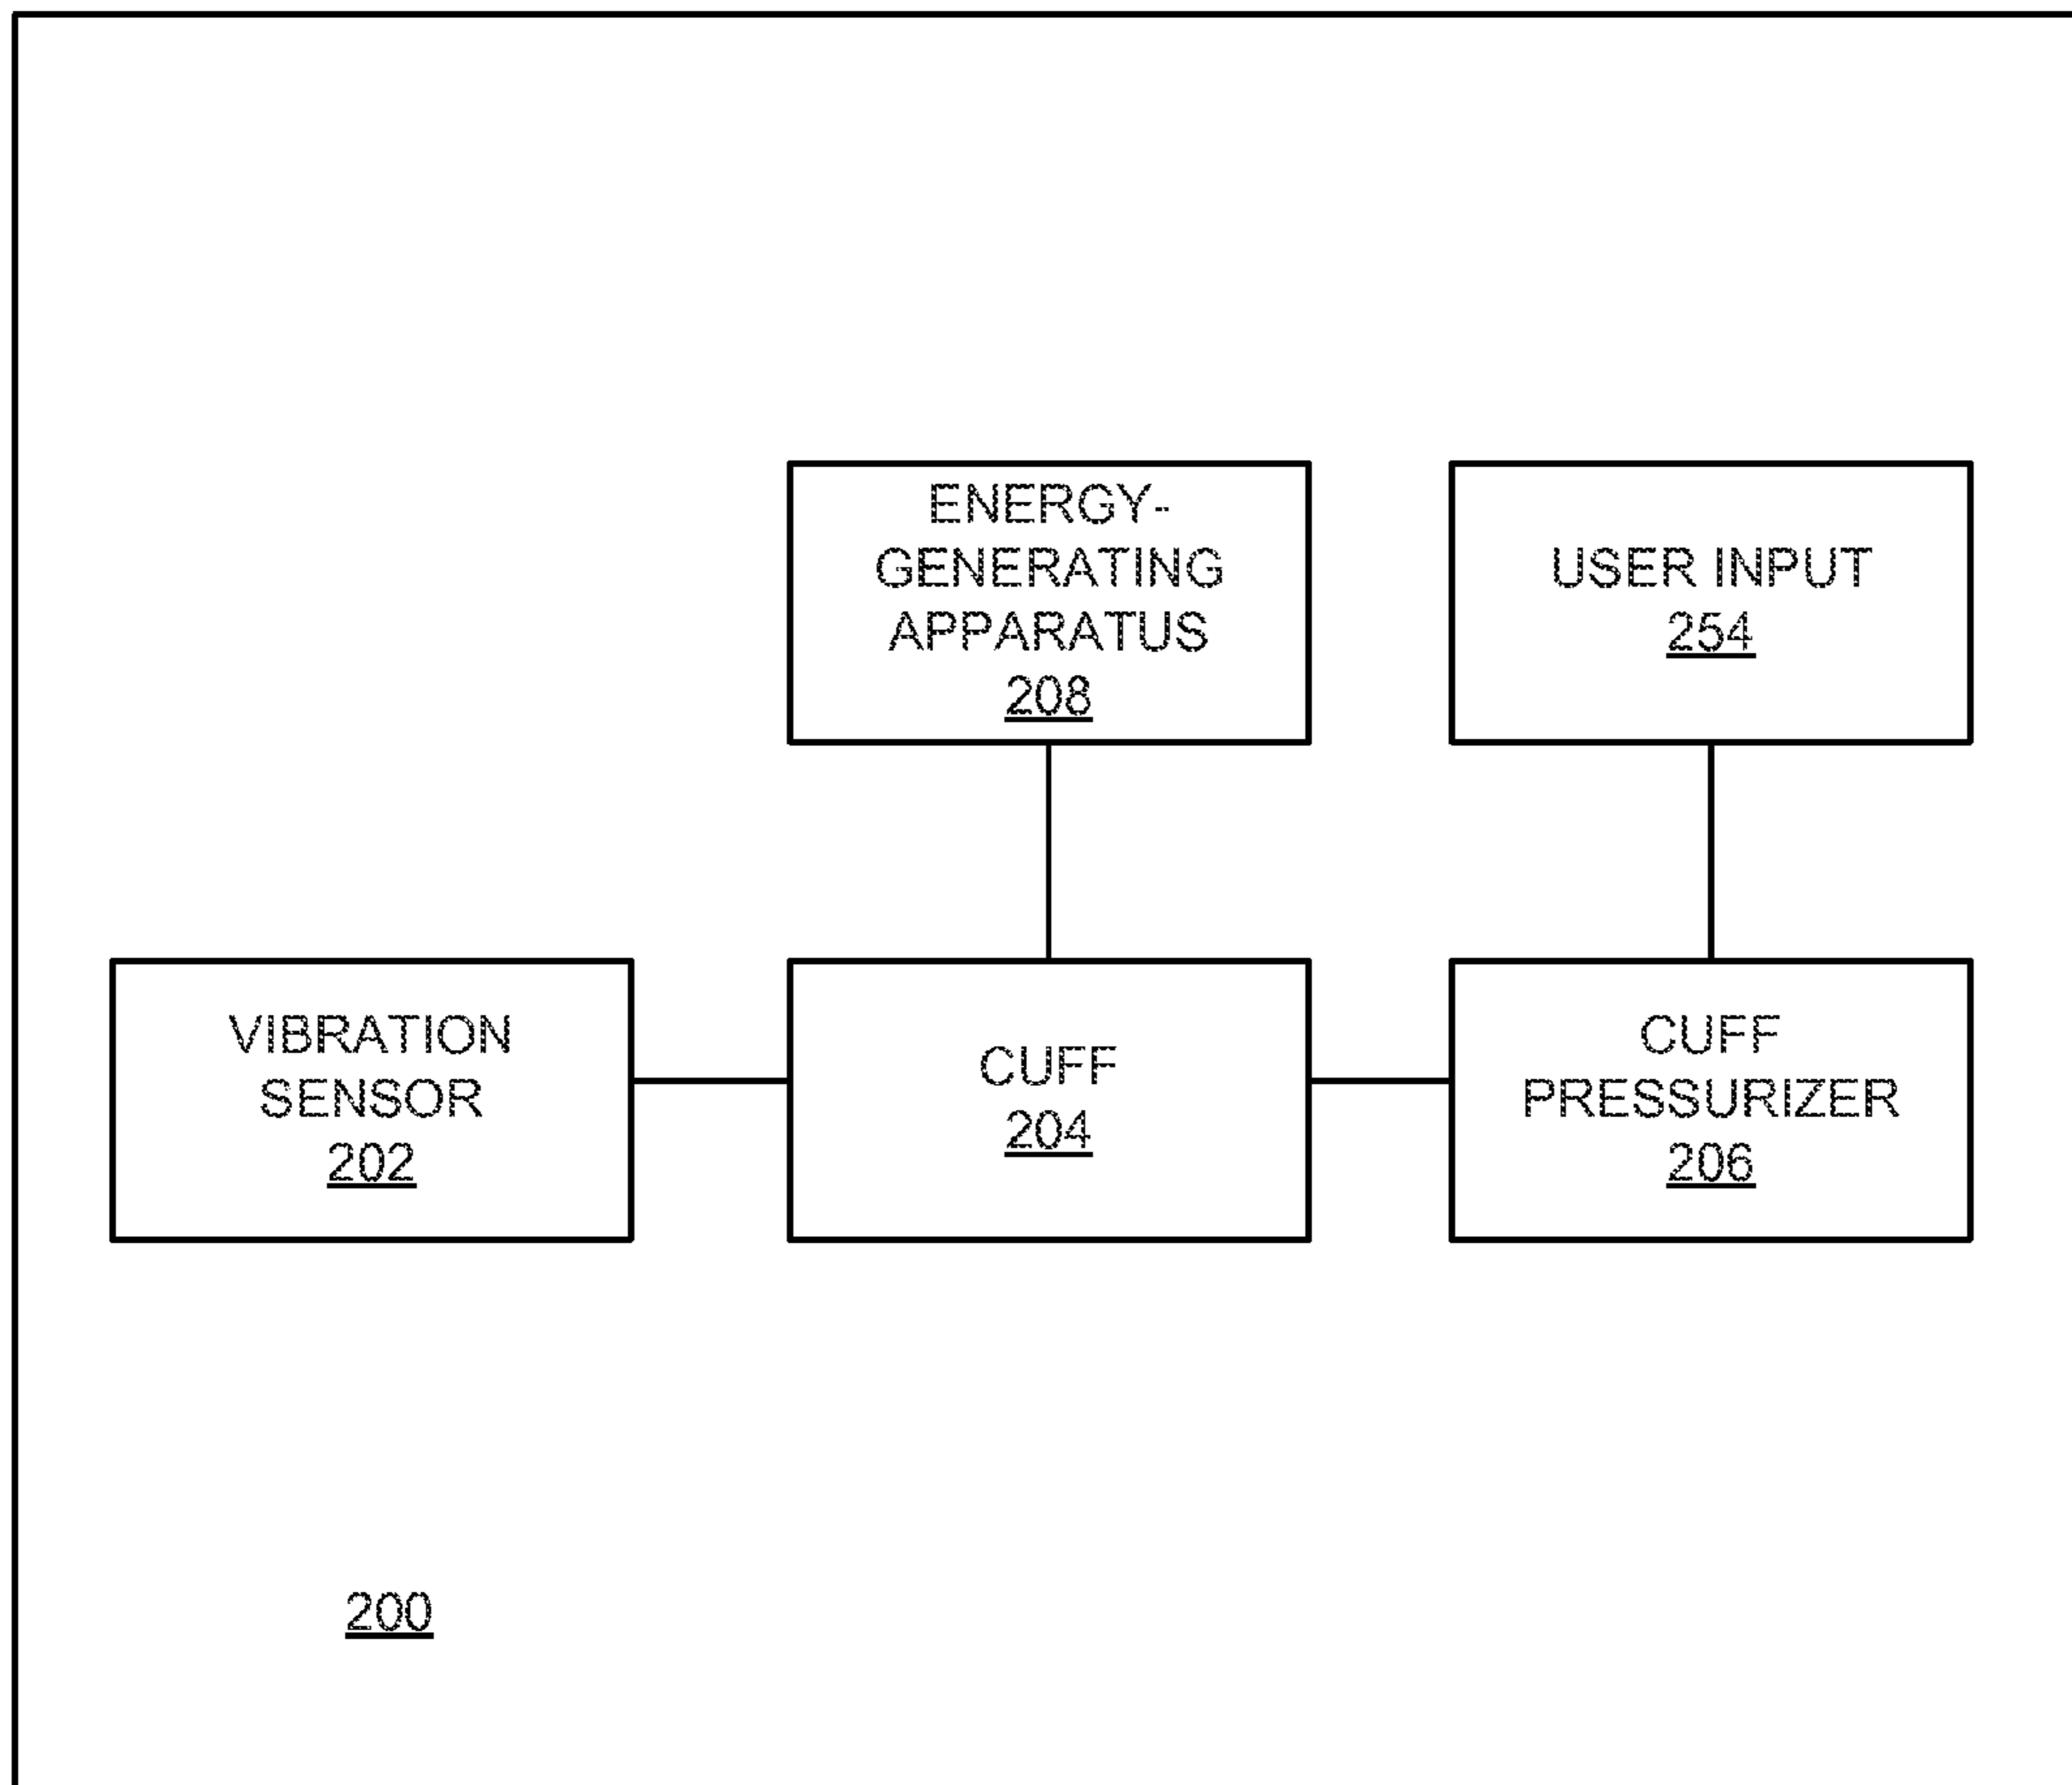 ENERGY-
GENERATING
APPARATUS
208
USER INPUT
254
VIBRATION
SENSOR
202
CUFF
204
CUFF
PRESSURIZER
206
200